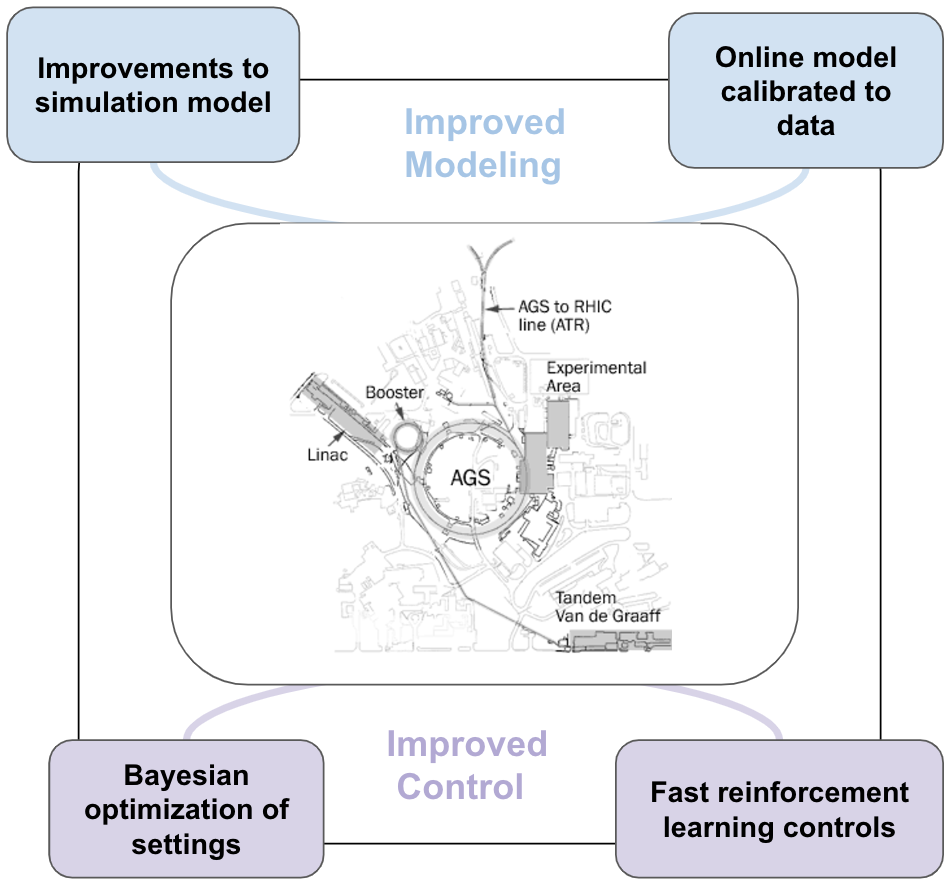 Improvements to
simulation model
Online model
calibrated to
data
Improved
Modeling
AGS to RHIC
line (ATR)
Experimental
Area
Booster
Linac
AGS
Tandem
Van de Graaff
Improved
Control
Bayesian
optimization of
settings
Fast reinforcement
learning controls